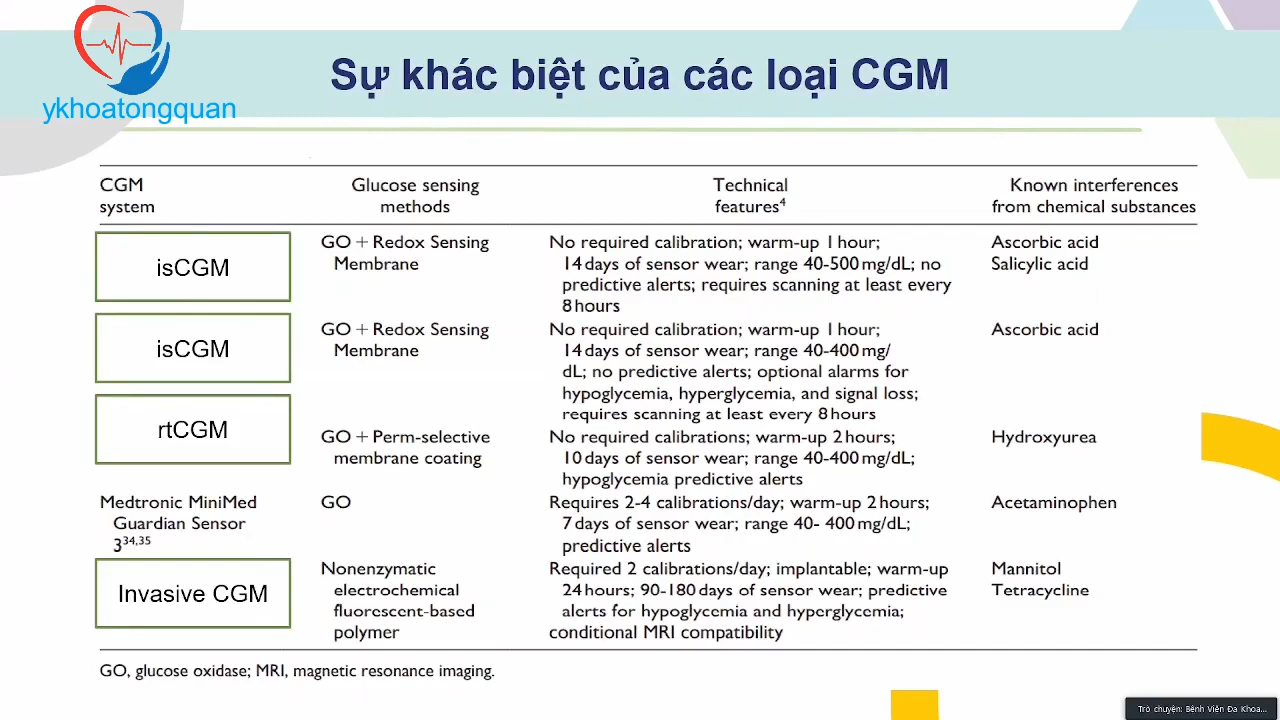 ykhoatongquan
Sự khác biệt của các loại CGM
CGM system
Glucose sensing methods
Technical features4
Known interferences from chemical substances
isCGM
GO + Redox Sensing
Membrane
No required calibration; warm-up 1 hour;
14 days of sensor wear; range 40-500 mg/dL; no
predictive alerts; requires scanning at least every
8 hours
Ascorbic acid
Salicylic acid
isCGM
GO + Redox Sensing
Membrane
No required calibration; warm-up 1 hour;
14 days of sensor wear; range 40-400 mg/
dL; no predictive alerts; optional alarms for
hypoglycemia, hyperglycemia, and signal loss;
requires scanning at least every 8 hours
Ascorbic acid
rtCGM
GO + Perm-selective
membrane coating
No required calibrations; warm-up 2 hours;
10 days of sensor wear; range 40-400 mg/dL;
hypoglycemia predictive alerts
Hydroxyurea
Medtronic MiniMed
Guardian Sensor
334,35
GO
Requires 2-4 calibrations/day; warm-up 2 hours;
7 days of sensor wear; range 40- 400 mg/dL;
predictive alerts
Acetaminophen
Invasive CGM
Nonenzymatic
electrochemical
fluorescent-based
polymer
Required 2 calibrations/day; implantable; warm-up
24 hours; 90-180 days of sensor wear; predictive
alerts for hypoglycemia and hyperglycemia;
conditional MRI compatibility
Mannitol
Tetracycline
GO, glucose oxidase; MRI, magnetic resonance imaging.
Trò chuyện: Bệnh Viện Đa Khoa...